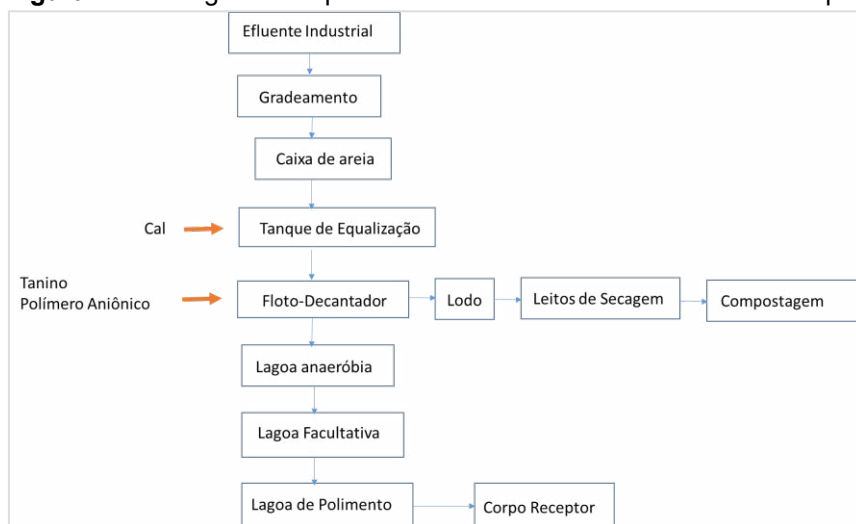 Efluente Industrial
Gradeamento
Caixa de areia
Cal
Tanque de Equalização
Tanino
Polímero Aniônico
Floto-Decantador
Lodo
Leitos de Secagem
Compostagem
Lagoa anaeróbia
Lagoa Facultativa
Lagoa de Polimento
Corpo Receptor